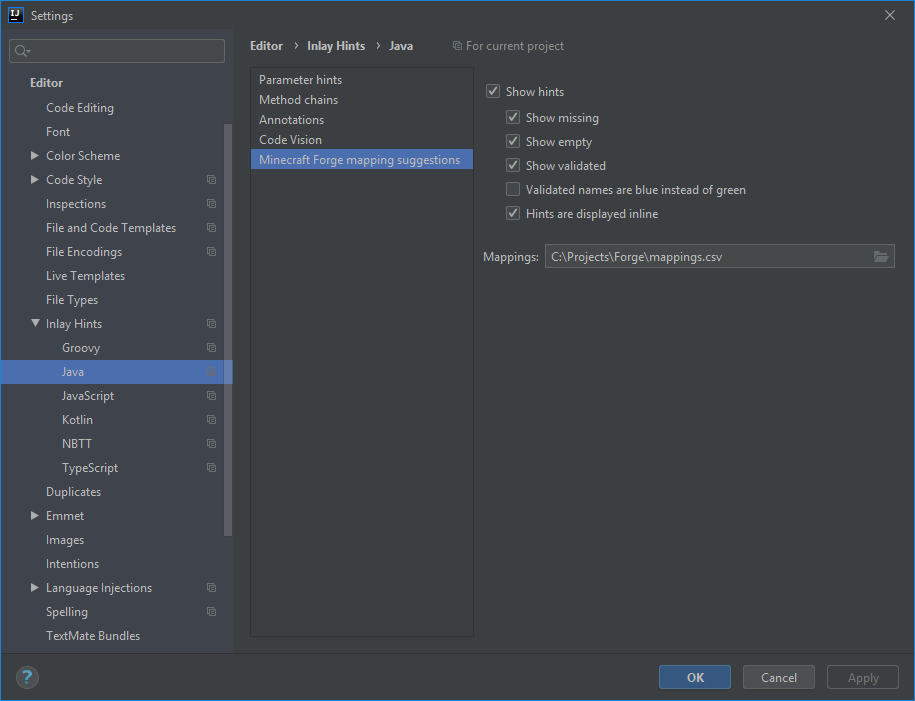 IJ Settings
Editor
Code Editing
Font
Color Scheme
Code Style
Inspections
File and Code Templates
File Encodings
Live Templates
File Types
Inlay Hints
Groovy
Java
JavaScript
Kotlin
NBTT
TypeScript
Duplicates
Emmet
Images
Intentions
Language Injections
Spelling
TextMate Bundles
Editor › Inlay Hints › Java For current project
Parameter hints
Method chains
Annotations
Code Vision
Minecraft Forge mapping suggestions
Show hints
Show missing
Show empty
Show validated
Validated names are blue instead of green
Hints are displayed inline
Mappings: C:\Projects\Forge\mappings.csv
? OK Cancel Apply